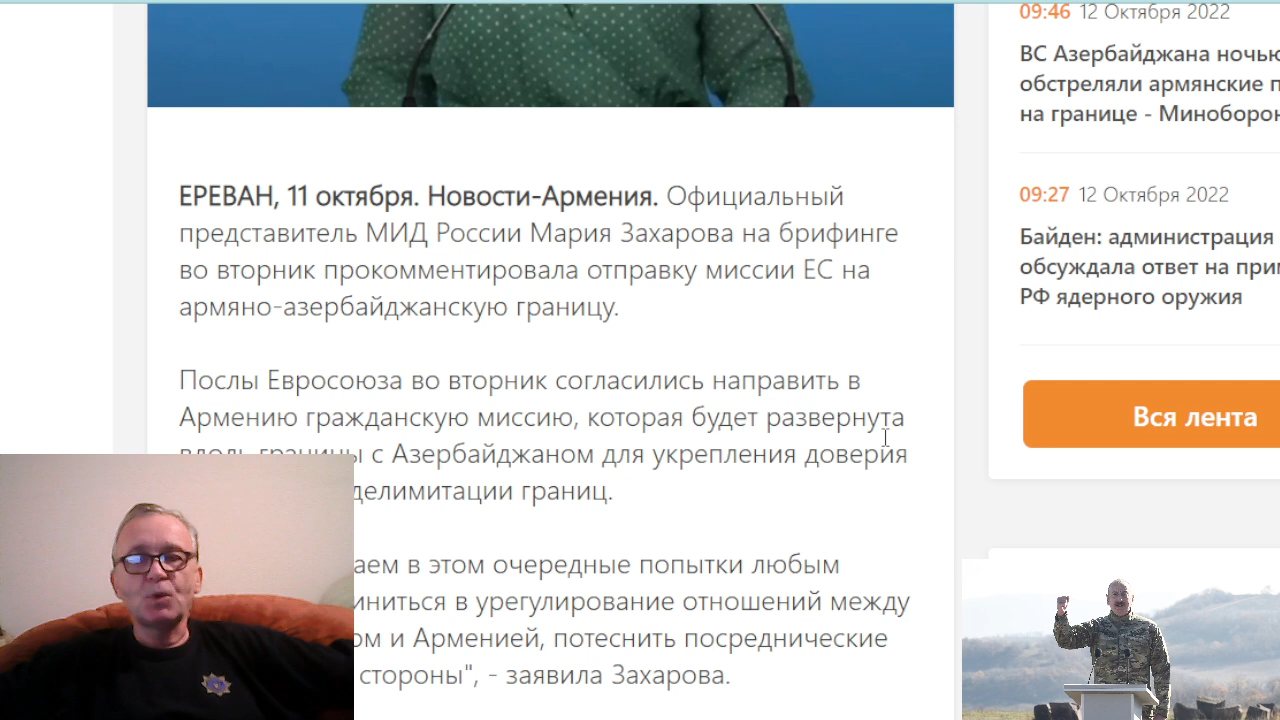 ЕРЕВАН, 11 октября. Новости-Армения. Официальный
представитель МИД России Мария Захарова на брифинге
во вторник прокомментировала отправку миссии ЕС на
армяно-азербайджанскую границу.
Послы Евросоюза во вторник согласились направить в
Армению гражданскую миссию, которая будет развернута
вдоль границы с Азербайджаном для укрепления доверия
делимитации границ.
аем в этом очередные попытки любым
иниться в урегулирование отношений между
ом и Арменией, потеснить посреднические
стороны", - заявила Захарова.
09:46 12 Октября 2022
ВС Азербайджана ночью
обстреляли армянские п
на границе - Миноборон
09:27 12 Октября 2022
Байден: администрация
обсуждала ответ на прим
РФ ядерного оружия
Вся лента